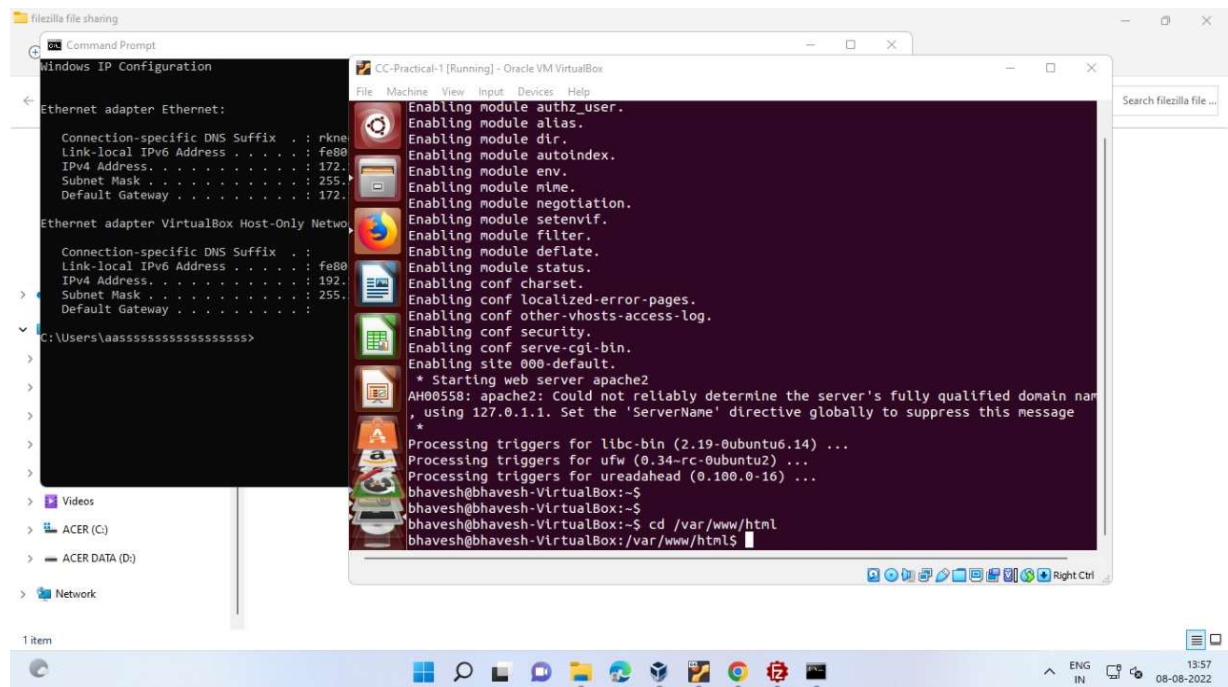 filezilla file sharing
Command Prompt
Windows IP Configuration
Ethernet adapter Ethernet:
Connection-specific DNS Suffix . : rkne
Link-local IPv6 Address . . . . . : fe80
IPv4 Address. . . . . . . . . . . : 172.
Subnet Mask . . . . . . . . . . . : 255.
Default Gateway . . . . . . . . . : 172.
Ethernet adapter VirtualBox Host-Only Netwo
Connection-specific DNS Suffix . :
Link-local IPv6 Address . . . . . : fe80
IPv4 Address. . . . . . . . . . . : 192.
Subnet Mask . . . . . . . . . . . : 255.
Default Gateway . . . . . . . . . :
C:\Users\aasssssssssssssssssss>
CC-Practical-1 [Running] - Oracle VM VirtualBox
File Machine View Input Devices Help
Enabling module authz_user.
Enabling module alias.
Enabling module dir.
Enabling module autoindex.
Enabling module env.
Enabling module mime.
Enabling module negotiation.
Enabling module setenvif.
Enabling module filter.
Enabling module deflate.
Enabling module status.
Enabling conf charset.
Enabling conf localized-error-pages.
Enabling conf other-vhosts-access-log.
Enabling conf security.
Enabling conf serve-cgi-bin.
Enabling site 000-default.
* Starting web server apache2
AH00558: apache2: Could not reliably determine the server's fully qualified domain nam
, using 127.0.1.1. Set the 'ServerName' directive globally to suppress this message
*
Processing triggers for libc-bin (2.19-0ubuntu6.14) ...
Processing triggers for ufw (0.34~rc-0ubuntu2) ...
Processing triggers for ureadahead (0.100.0-16) ...
bhavesh@bhavesh-VirtualBox:~$
bhavesh@bhavesh-VirtualBox:~$
bhavesh@bhavesh-VirtualBox:~$ cd /var/www/html
bhavesh@bhavesh-VirtualBox:/var/www/html$
Right Ctrl
Search filezilla file ...
Videos
ACER (C:)
ACER DATA (D:)
Network
1 item
ENG
IN
13:57
08-08-2022